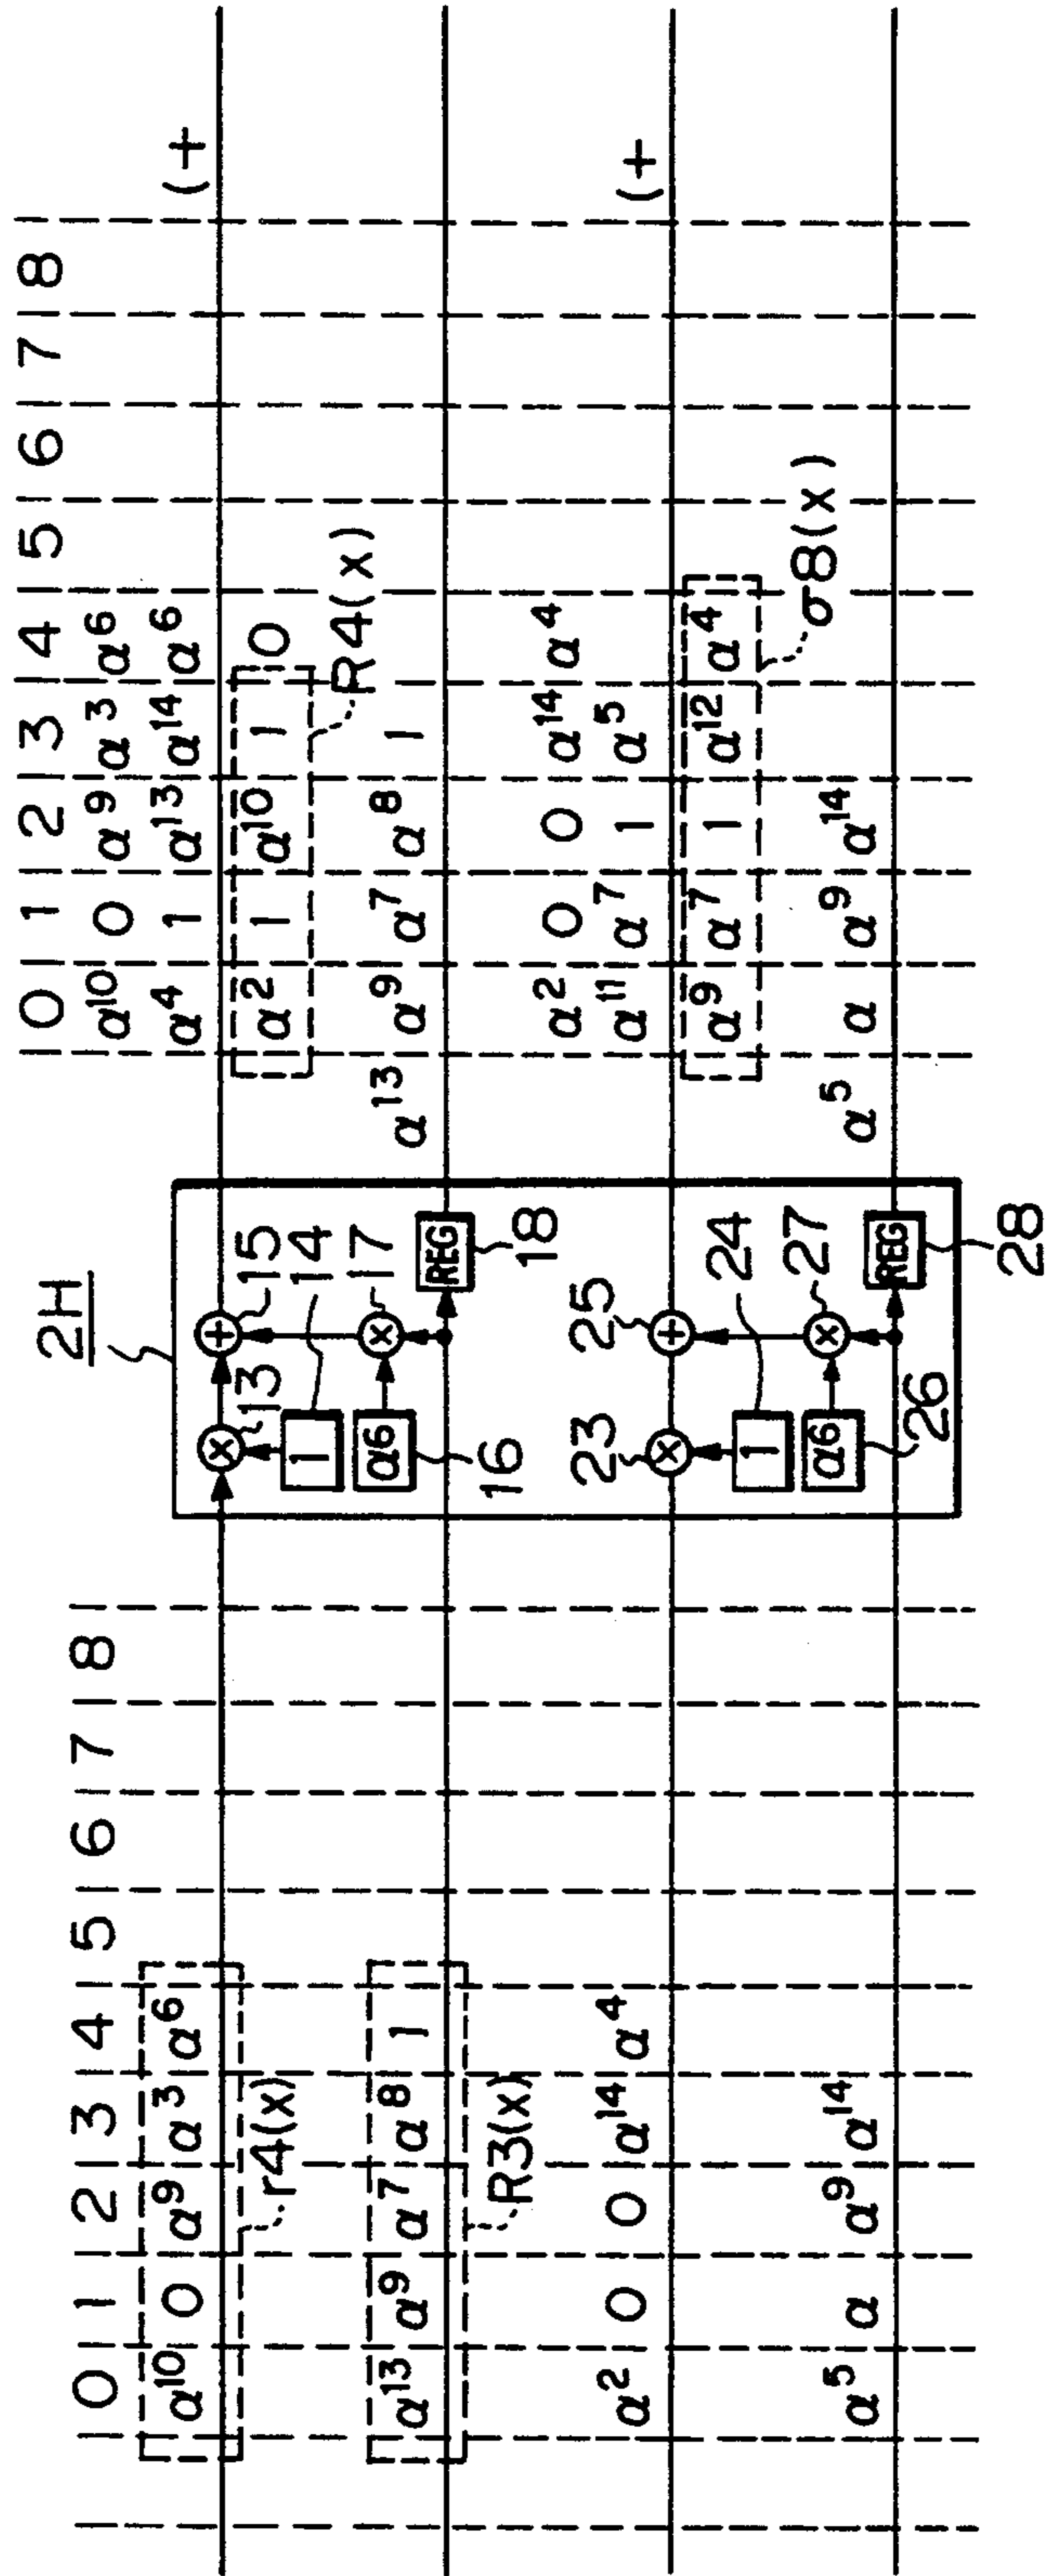 0 1 2 3 4 5 6 7 8
α¹⁰ 0 α⁹ α³ α⁶
r4(x)
α¹³ α⁹ α⁷ α⁸ 1
R3(x)
α² 0 0 α¹⁴ α⁴
α⁵ α α⁹ α¹⁴
2H
13 15
1 14
α6 17
16 REG 18
23 25
1 24
α6 27
26 REG 28
0 1 2 3 4 5 6 7 8
α¹⁰ 0 α⁹ α³ α⁶
α⁴ 1 α¹³ α¹⁴ α⁶ (+
α² 1 α¹⁰ 1 0
R4(x)
α¹³ α⁹ α⁷ α⁸ 1
α² 0 0 α¹⁴ α⁴
α¹¹ α⁷ 1 α⁵ (+
α⁹ α⁷ 1 α¹² α⁴
σ8(x)
α⁵ α α⁹ α¹⁴